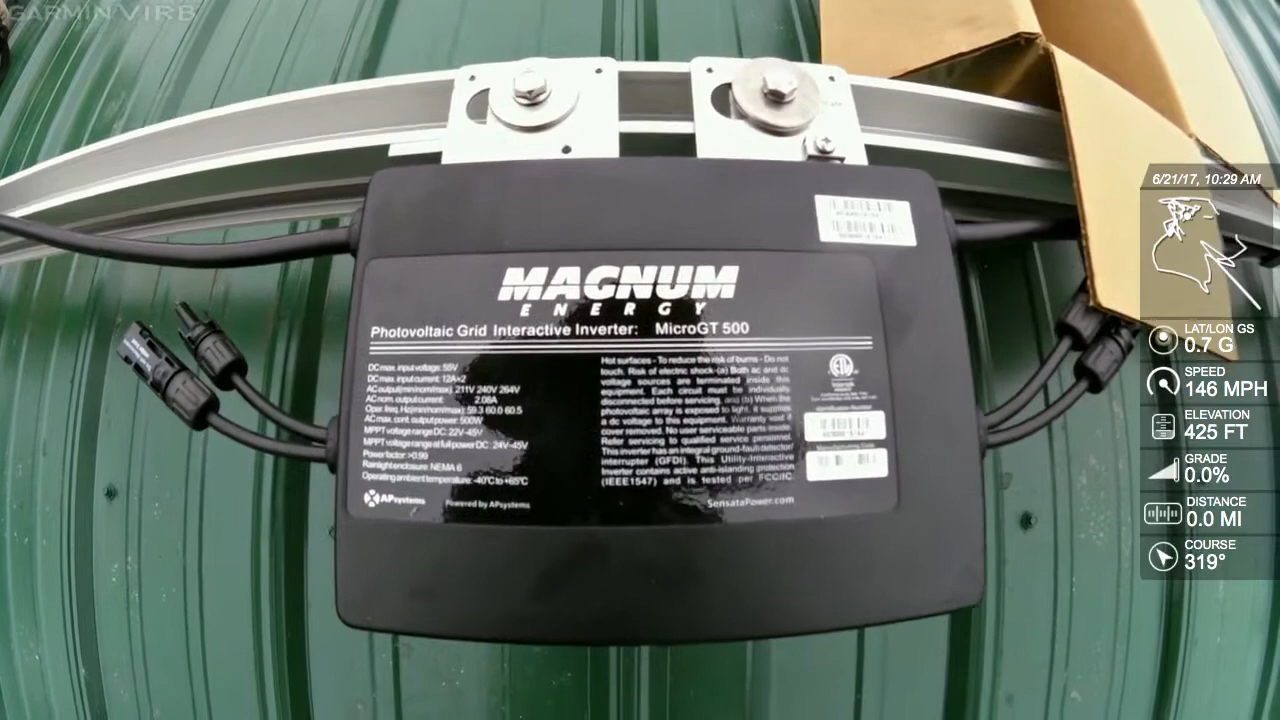 GARMIN VIRB
MAGNUM
ENERGY
Photovoltaic Grid Interactive Inverter: MicroGT 500
DC max. input voltage: 55V
DC max. input current: 12A×2
AC output(min/nom/max) 211V 240V 264V
AC nom. output current: 2.08A
Oper. freq. Hz(min/nom/max): 59.3 60.0 60.5
AC max. cont. output power: 500W
MPPT voltage range DC: 22V-45V
MPPT voltage range at full power DC: 24V-45V
Power factor: >0.99
Rainlight enclosure: NEMA 6
Operating ambient temperature: -40°C to +65°C
APsystems
Powered by APsystems
Hot surfaces - To reduce the risk of burns - Do not
touch. Risk of electric shock-(a) Both ac and dc
voltage sources are terminated inside this
equipment. Each circuit must be individually
disconnected before servicing, and (b) When the
photovoltaic array is exposed to light, it supplies
a dc voltage to this equipment. Warranty void if
cover removed. No user serviceable parts inside
Refer servicing to qualified service personnel
This inverter has an integral ground-fault detector/
interrupter (GFDI). This Utility-Interactive
Inverter contains active anti-islanding protection
(IEEE1547) and is tested per FCC/IC.
SensataPower.com
ETL
6/21/17, 10:29 AM
LAT/LON GS
0.7 G
SPEED
146 MPH
ELEVATION
425 FT
GRADE
0.0%
DISTANCE
0.0 MI
COURSE
319°